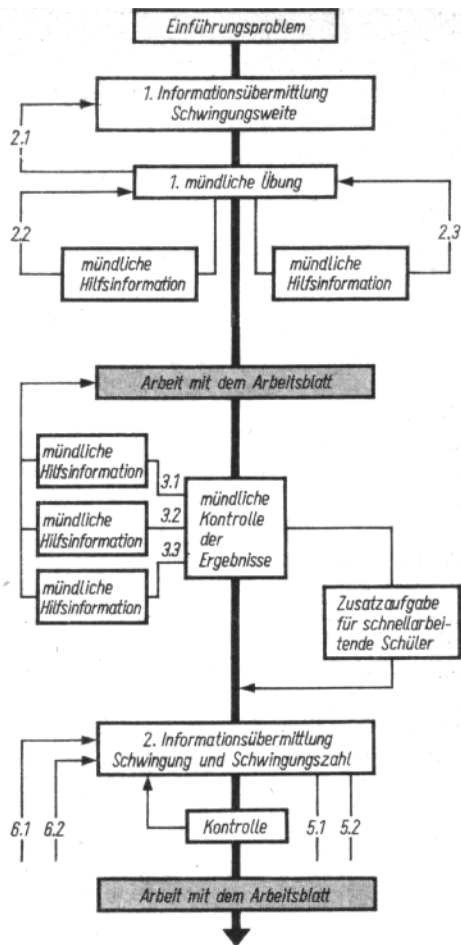 Einführungsproblem
1. Informationsübermittlung
Schwingungsweite
2.1
1. mündliche Übung
2.2
2.3
mündliche
Hilfsinformation
mündliche
Hilfsinformation
Arbeit mit dem Arbeitsblatt
mündliche
Hilfsinformation
3.1
mündliche
Hilfsinformation
3.2
mündliche
Hilfsinformation
3.3
mündliche
Kontrolle
der
Ergebnisse
Zusatzaufgabe
für schnellarbei-
tende Schüler
2. Informationsübermittlung
Schwingung und Schwingungszahl
6.1
6.2
Kontrolle
5.1
5.2
Arbeit mit dem Arbeitsblatt